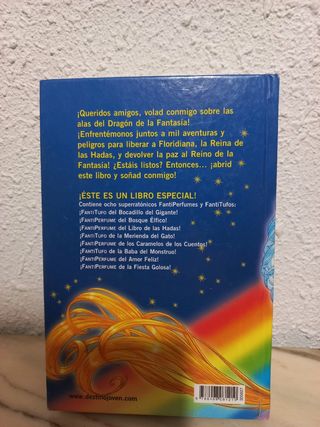 ¡Queridos amigos, volad conmigo sobre las
alas del Dragón de la Fantasía!
¡Enfrentémonos juntos a mil aventuras y
peligros para liberar a Floridiana, la Reina de
las Hadas, y devolver la paz al Reino de la
Fantasía! ¿Estáis listos? Entonces... ¡abrid
este libro y soñad conmigo!
¡ÉSTE ES UN LIBRO ESPECIAL!
Contiene ocho superratónicos FantiPerfumes y FantiTufos:
¡FantiTufo del Bocadillo del Gigante!
¡FantiPerfume del Bosque Élfico!
¡FantiPerfume del Libro de las Hadas!
¡FantiTufo de la Merienda del Gato!
¡FantiPerfume de los Caramelos de los Cuentos!
¡FantiTufo de la Baba del Monstruo!
¡FantiPerfume del Amor Feliz!
¡FantiPerfume de la Fiesta Golosa!
www.destinojoven.com